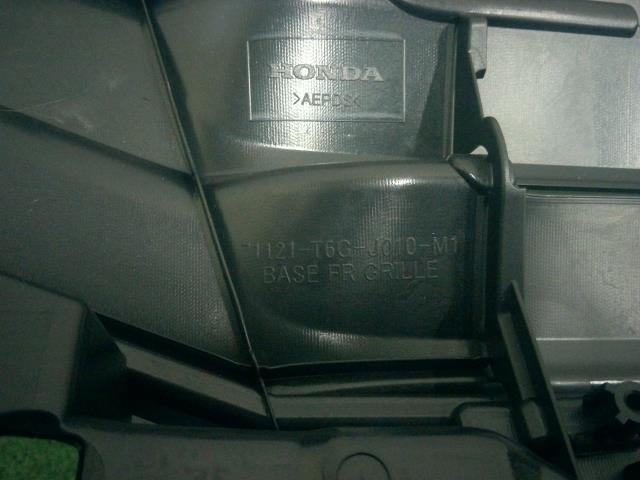 HONDA
>AEPDS<
71121-T6G-J010-M1
BASE FR GRILLE